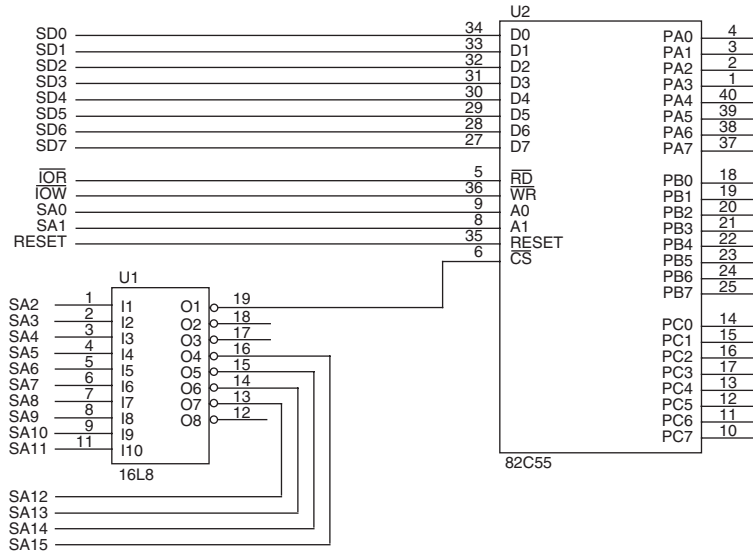 U2
SD0 34 D0 PA0 4
SD1 33 D1 PA1 3
SD2 32 D2 PA2 2
SD3 31 D3 PA3 1
SD4 30 D4 PA4 40
SD5 29 D5 PA5 39
SD6 28 D6 PA6 38
SD7 27 D7 PA7 37
IOR 5 RD PB0 18
IOW 36 WR PB1 19
SA0 9 A0 PB2 20
SA1 8 A1 PB3 21
RESET 35 RESET PB4 22
6 CS PB5 23
PB6 24
PB7 25
U1
SA2 1 I1 O1 19
SA3 2 I2 O2 18
SA4 3 I3 O3 17
SA5 4 I4 O4 16
SA6 5 I5 O5 15
SA7 6 I6 O6 14
SA8 7 I7 O7 13
SA9 8 I8 O8 12
SA10 9 I9
SA11 11 I10
16L8
PC0 14
PC1 15
PC2 16
PC3 17
PC4 13
PC5 12
PC6 11
PC7 10
82C55
SA12
SA13
SA14
SA15